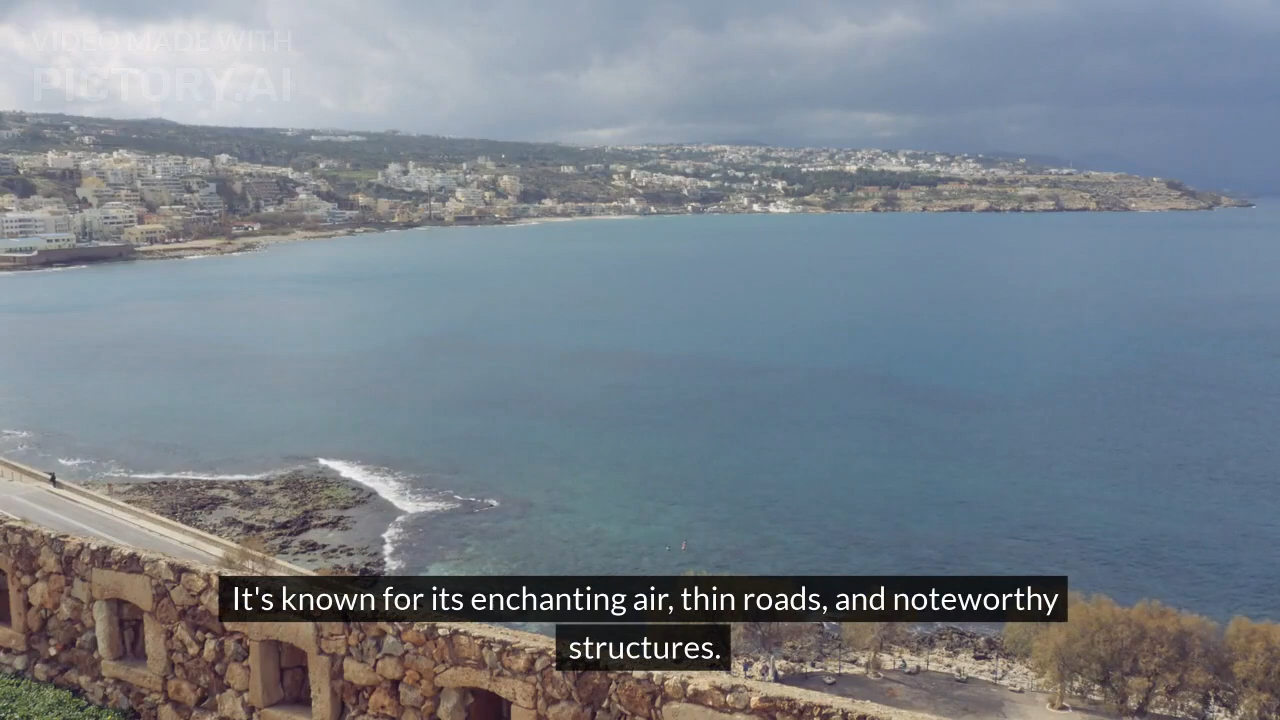 VIDEO MADE WITH
PICTORY.AI
It's known for its enchanting air, thin roads, and noteworthy
structures.